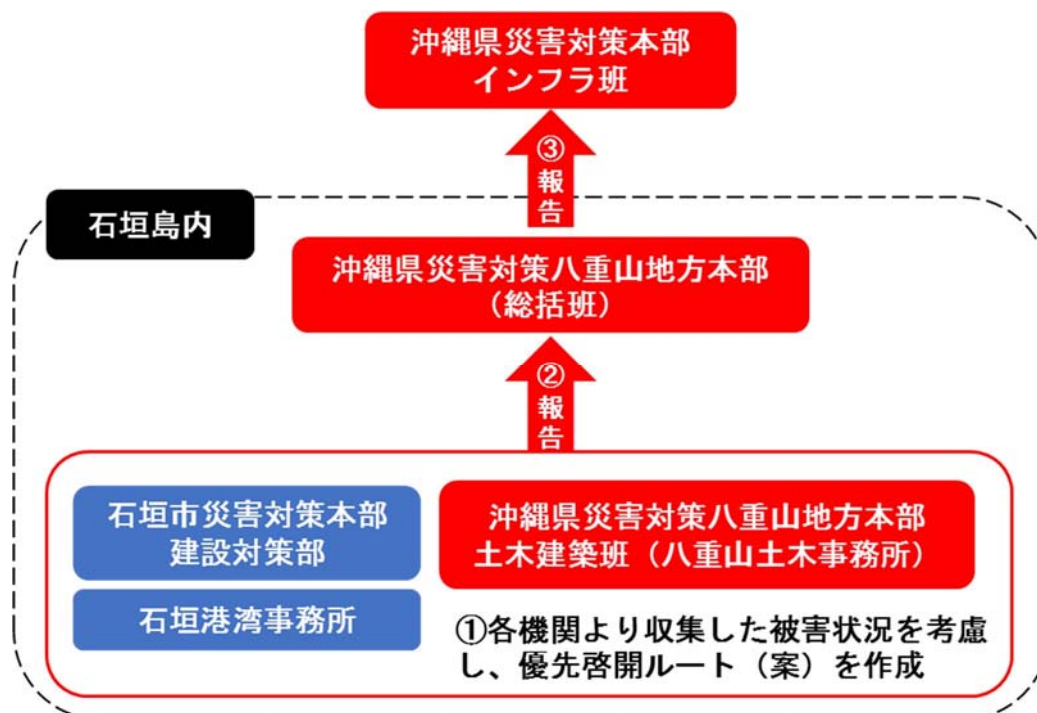 沖縄県災害対策本部
インフラ班
③報告
石垣島内
沖縄県災害対策八重山地方本部
（総括班）
②報告
石垣市災害対策本部
建設対策部
石垣港湾事務所
沖縄県災害対策八重山地方本部
土木建築班（八重山土木事務所）
①各機関より収集した被害状況を考慮
し、優先啓開ルート（案）を作成